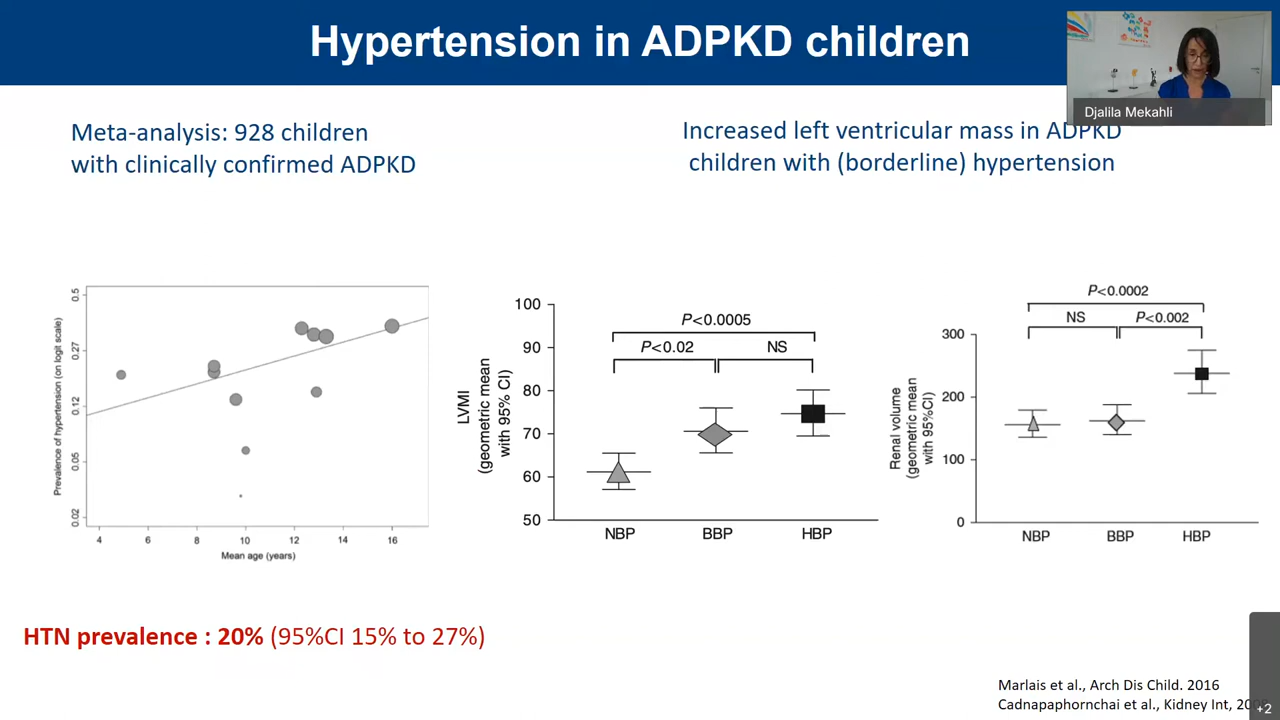 Hypertension in ADPKD children
Djalila Mekahli
Meta-analysis: 928 children
with clinically confirmed ADPKD
Increased left ventricular mass in ADPKD
children with (borderline) hypertension
Prevalence of hypertension (on logit scale)
0.5
0.27
0.12
0.05
0.02
4 6 8 10 12 14 16
Mean age (years)
LVMI
(geometric mean
with 95% CI)
100
90
80
70
60
50
P<0.0005
P<0.02
NS
NBP BBP HBP
Renal volume
(geometric mean
with 95%CI)
300
200
100
0
P<0.0002
NS
P<0.002
NBP BBP HBP
HTN prevalence : 20% (95%CI 15% to 27%)
Marlais et al., Arch Dis Child. 2016
Cadnapaphornchai et al., Kidney Int,
+2